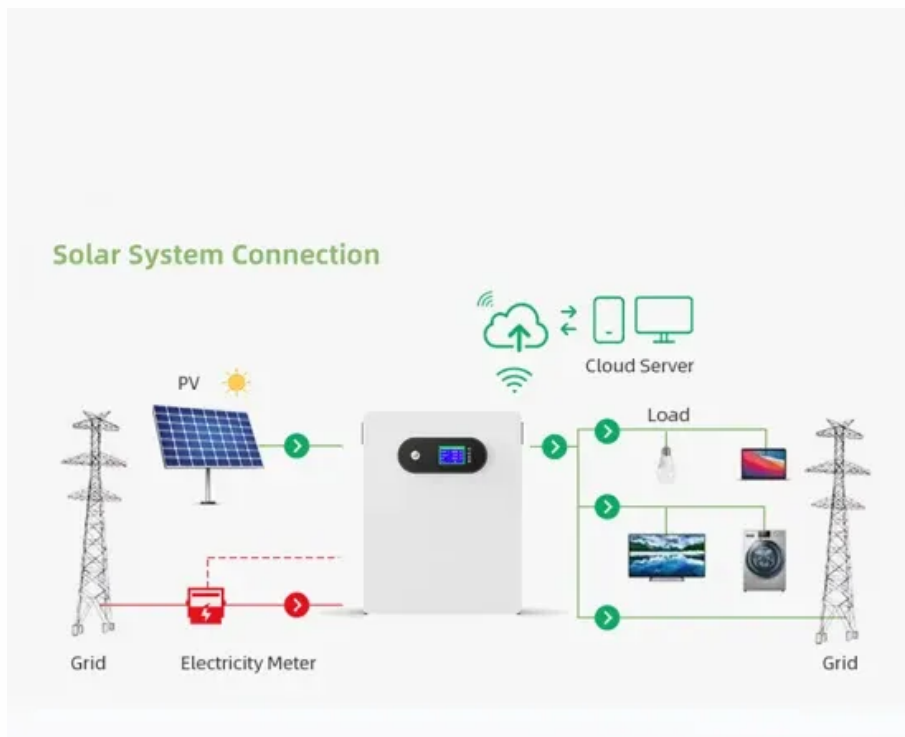 Solar System Connection
Cloud Server
PV
Load
Grid
Electricity Meter
Grid